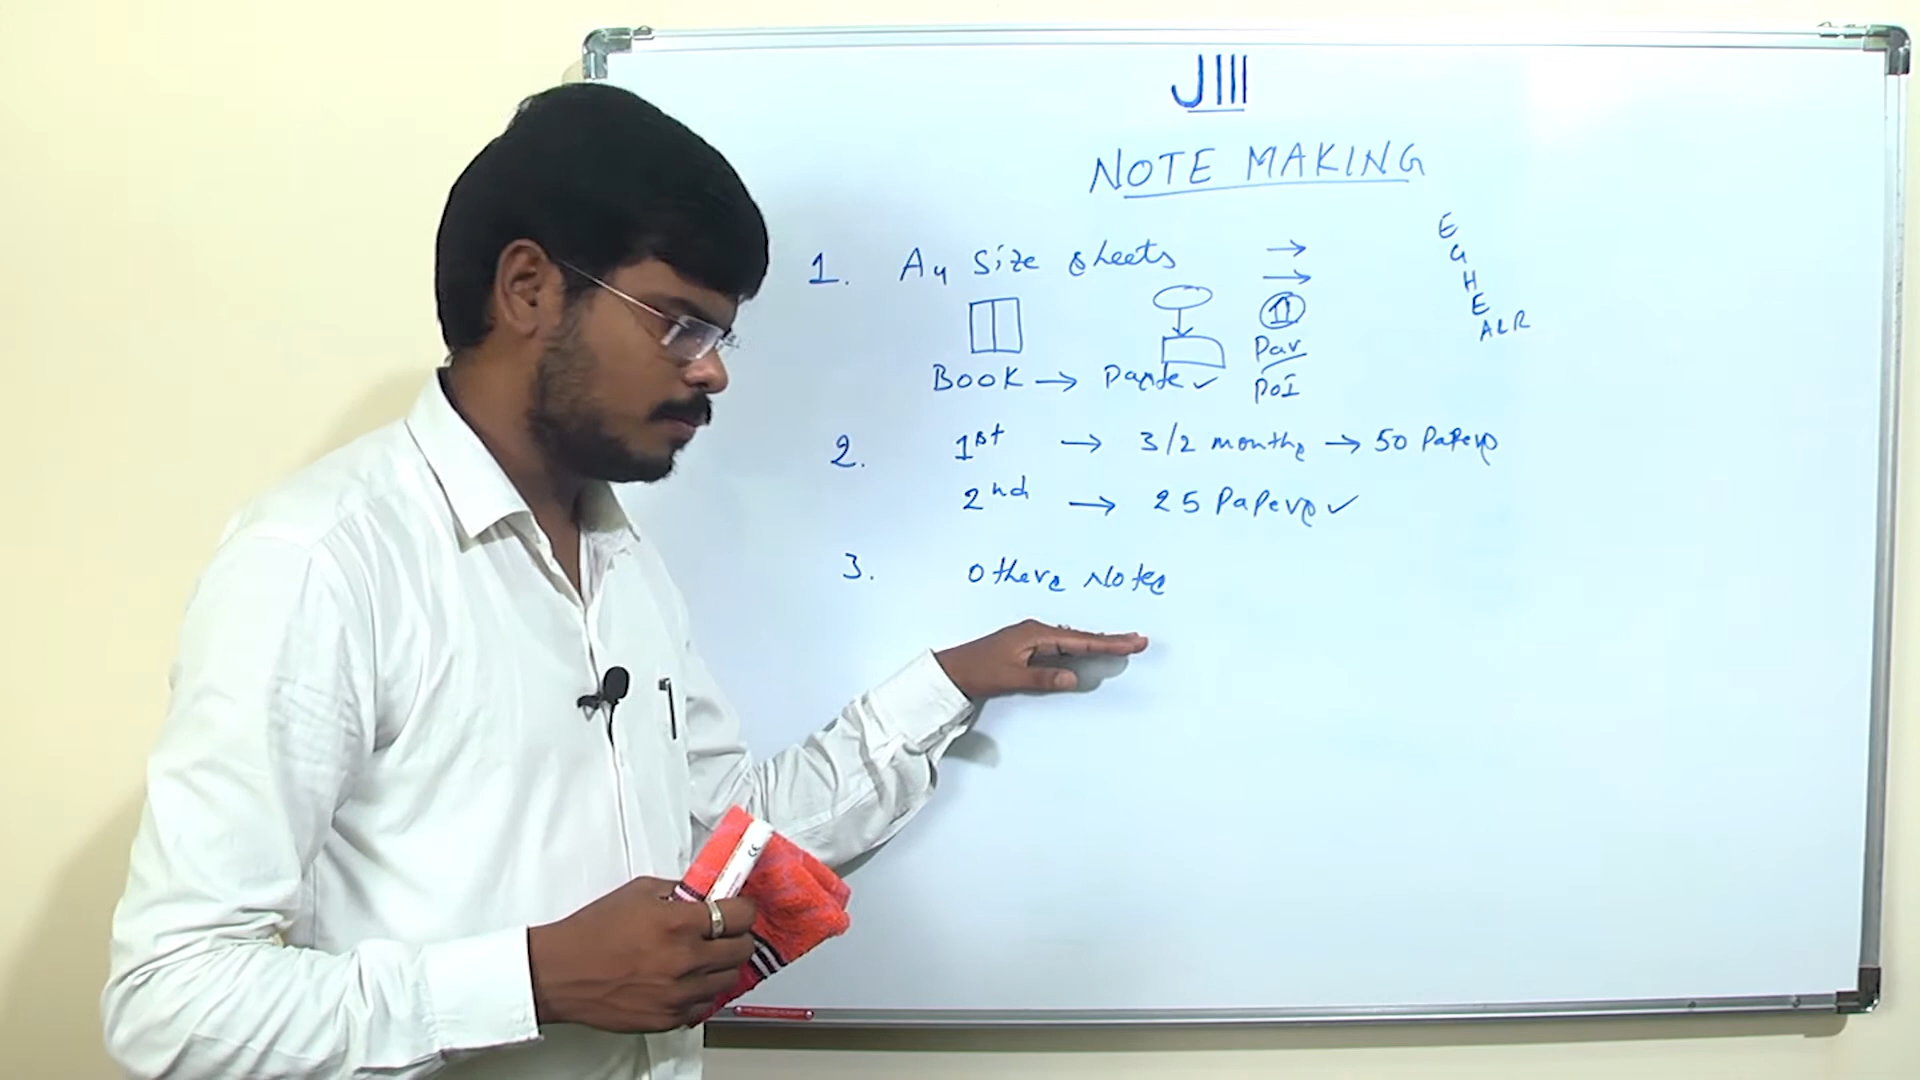 JIII
NOTE MAKING
1. A4 Size sheets → →
II
Par
BOOK → ✓ PoI
2. 1st → 3/2 months → 50 Papers
2nd → 25 Papers ✓
3. Others Notes
E
G
H
E
ALR